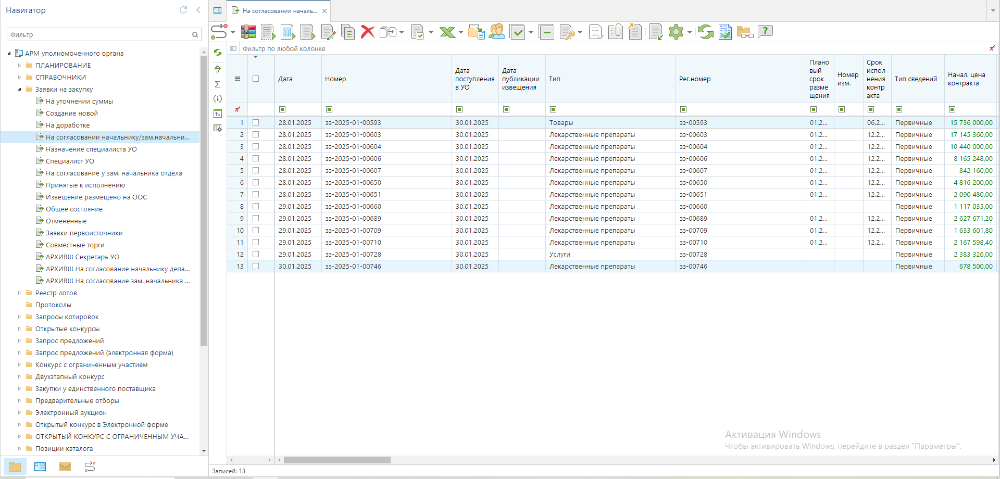 Навигатор
Фильтр
АРМ уполномоченного органа
ПЛАНИРОВАНИЕ
СПРАВОЧНИКИ
Заявки на закупку
На уточнении суммы
Создание новой
На доработке
На согласовании начальнику/зам.начальни...
Назначение специалиста УО
Специалист УО
На согласование у зам. начальника отдела
Принятые к исполнению
Извещение размещено на ООС
Общее состояние
Отмененные
Заявки первоисточники
Совместные торги
АРХИВ!!! Секретарь УО
АРХИВ!!! На согласование начальнику депа...
АРХИВ!!! На согласование зам. начальника ...
Реестр лотов
Протоколы
Запросы котировок
Открытые конкурсы
Запрос предложений
Запрос предложений (электронная форма)
Конкурс с ограниченным участием
Двухэтапный конкурс
Закупки у единственного поставщика
Предварительные отборы
Электронный аукцион
Открытый конкурс в Электронной форме
ОТКРЫТЫЙ КОНКУРС С ОГРАНИЧЕННЫМ УЧА...
Позиции каталога
На согласовании началь...
Фильтр по любой колонке
Дата
Номер
Дата
поступления
в УО
Дата
публикации
извещения
Тип
Рег.номер
Плано
вый
срок
разме
щения
Номер
изм.
Срок
испол
нения
контр
акта
Тип сведений
Начал. цена
контракта
1 28.01.2025 зз-2025-01-00593 30.01.2025 Товары зз-00593 01.2... 06.2... Первичные 15 736 000,00
2 28.01.2025 зз-2025-01-00603 30.01.2025 Лекарственные препараты зз-00603 01.2... 12.2... Первичные 17 145 360,00
3 28.01.2025 зз-2025-01-00604 30.01.2025 Лекарственные препараты зз-00604 01.2... 12.2... Первичные 10 440 000,00
4 28.01.2025 зз-2025-01-00606 30.01.2025 Лекарственные препараты зз-00606 01.2... 12.2... Первичные 8 165 248,00
5 28.01.2025 зз-2025-01-00607 30.01.2025 Лекарственные препараты зз-00607 01.2... 12.2... Первичные 842 160,00
6 28.01.2025 зз-2025-01-00650 30.01.2025 Лекарственные препараты зз-00650 01.2... 12.2... Первичные 4 816 200,00
7 28.01.2025 зз-2025-01-00651 30.01.2025 Лекарственные препараты зз-00651 01.2... 12.2... Первичные 2 090 480,00
8 29.01.2025 зз-2025-01-00660 30.01.2025 Лекарственные препараты зз-00660 Первичные 1 117 035,00
9 29.01.2025 зз-2025-01-00689 30.01.2025 Лекарственные препараты зз-00689 01.2... 12.2... Первичные 2 627 671,20
10 29.01.2025 зз-2025-01-00709 30.01.2025 Лекарственные препараты зз-00709 01.2... 12.2... Первичные 1 633 601,80
11 29.01.2025 зз-2025-01-00710 30.01.2025 Лекарственные препараты зз-00710 01.2... 12.2... Первичные 2 167 598,40
12 29.01.2025 зз-2025-01-00728 30.01.2025 Услуги зз-00728 Первичные 2 383 326,00
13 30.01.2025 зз-2025-01-00746 30.01.2025 Лекарственные препараты зз-00746 Первичные 678 500,00
Активация Windows
Чтобы активировать Windows, перейдите в раздел "Параметры".
Записей: 13